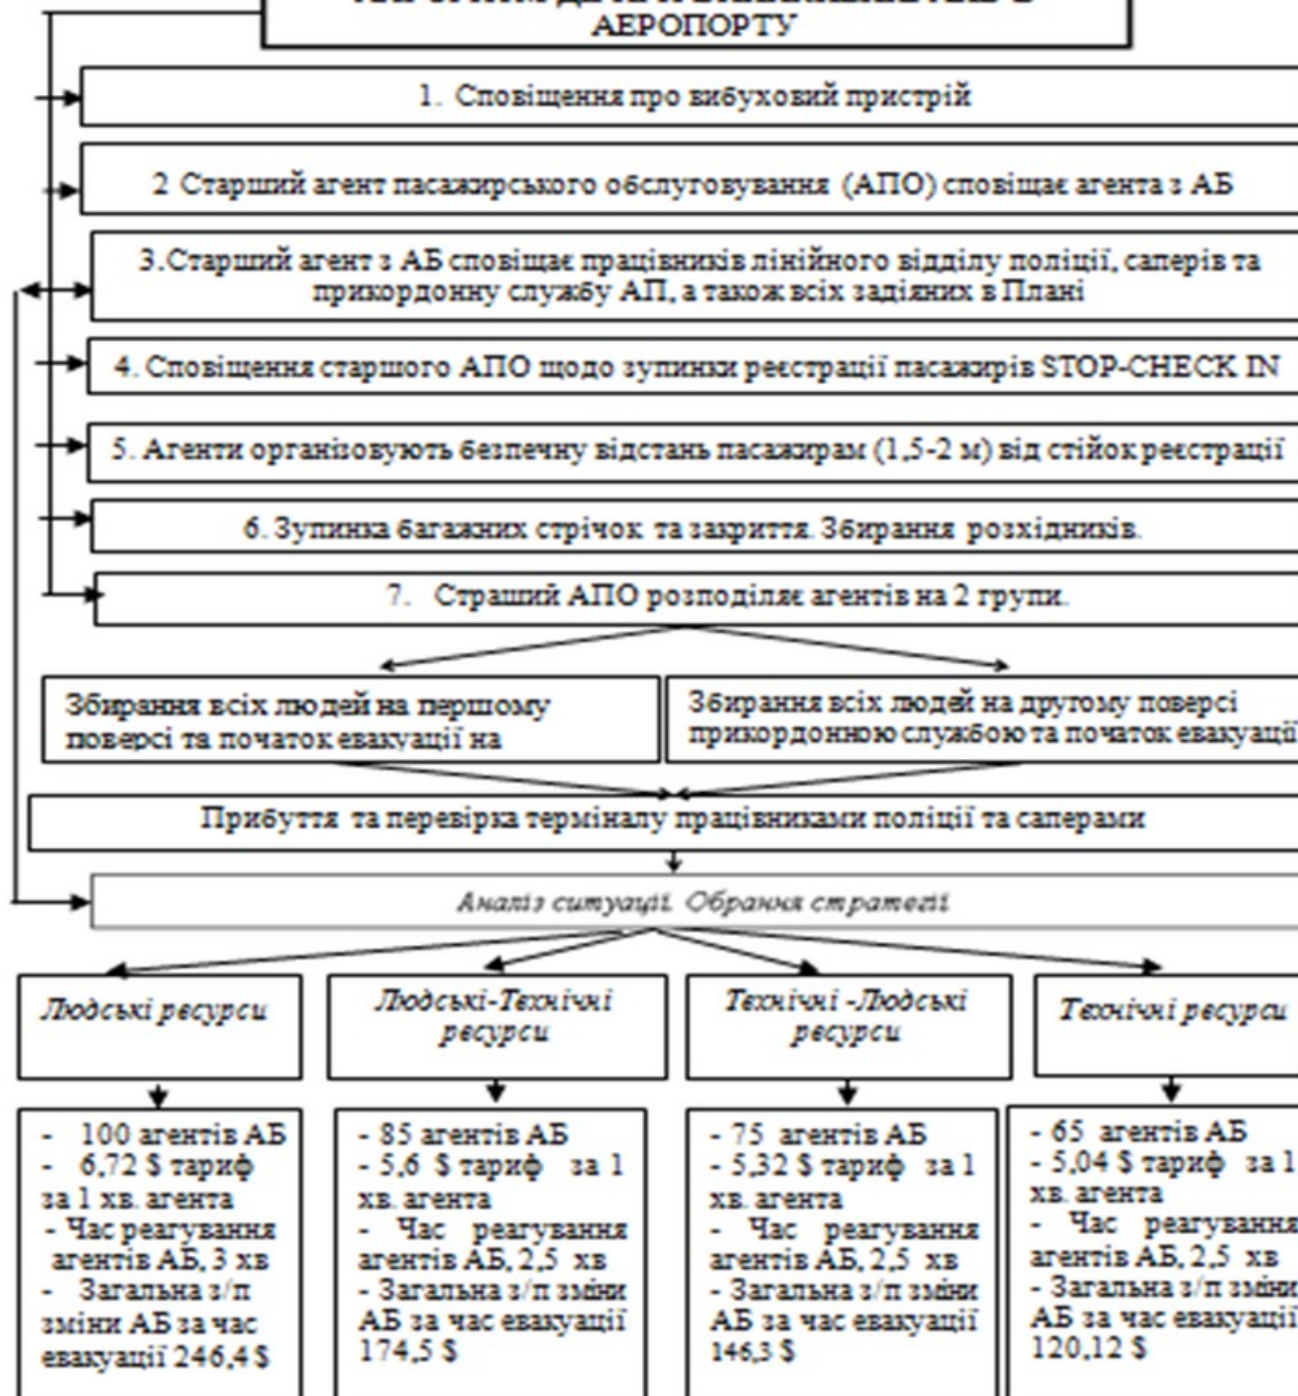 АЕРОПОРТУ
1. Сповіщення про вибуховий пристрій
2 Старший агент пасажирського обслуговування (АПО) сповіщає агента з АБ
3.Старший агент з АБ сповіщає працівників лінійного відділу поліції, саперів та
прикордонну службу АП, а також всіх задіяних в Плані
4. Сповіщення старшого АПО щодо зупинки реєстрації пасажирів STOP-CHECK IN
5. Агенти організовують безпечну відстань пасажирам (1,5-2 м) від стійок реєстрації
6. Зупинка багажних стрічок та закриття. Збирання розхідників.
7. Страший АПО розподіляє агентів на 2 групи.
Збирання всіх людей на першому
поверсі та початок евакуації на
Збирання всіх людей на другому поверсі
прикордонною службою та початок евакуації
Прибуття та перевірка терміналу працівниками поліції та саперами
Аналіз ситуації. Обрання стратегії
Людські ресурси
Людські-Технічні
ресурси
Технічні -Людські
ресурси
Технічні ресурси
- 100 агентів АБ
- 6,72 $ тариф
за 1 хв. агента
- Час реагування
агентів АБ, 3 хв
- Загальна з/п
зміни АБ за час
евакуації 246,4 $
- 85 агентів АБ
- 5,6 $ тариф за 1
хв. агента
- Час реагування
агентів АБ, 2,5 хв
- Загальна з/п зміни
АБ за час евакуації
174,5 $
- 75 агентів АБ
- 5,32 $ тариф за 1
хв. агента
- Час реагування
агентів АБ, 2,5 хв
- Загальна з/п зміни
АБ за час евакуації
146,3 $
- 65 агентів АБ
- 5,04 $ тариф за 1
хв. агента
- Час реагування
агентів АБ, 2,5 хв
- Загальна з/п зміни
АБ за час евакуації
120,12 $